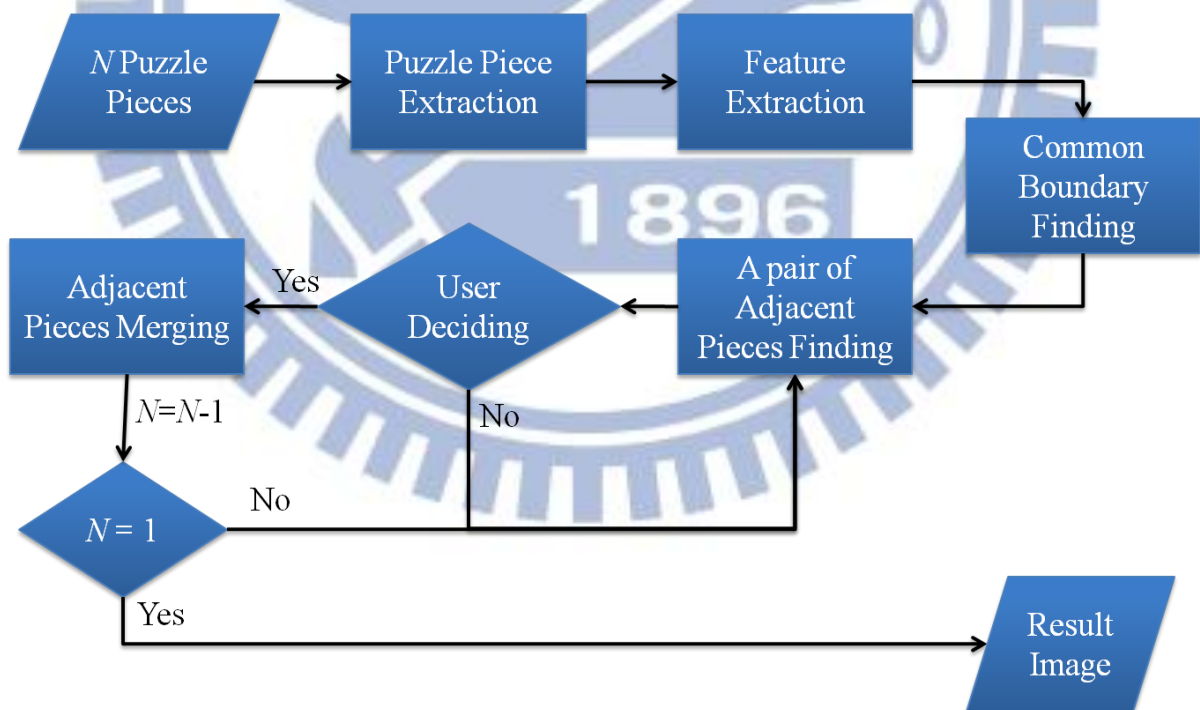 N Puzzle
Pieces
Puzzle Piece
Extraction
Feature
Extraction
Common
Boundary
Finding
1896
A pair of
Adjacent
Pieces Finding
User
Deciding
Yes
Adjacent
Pieces Merging
No
N=N-1
N = 1
No
Yes
Result
Image